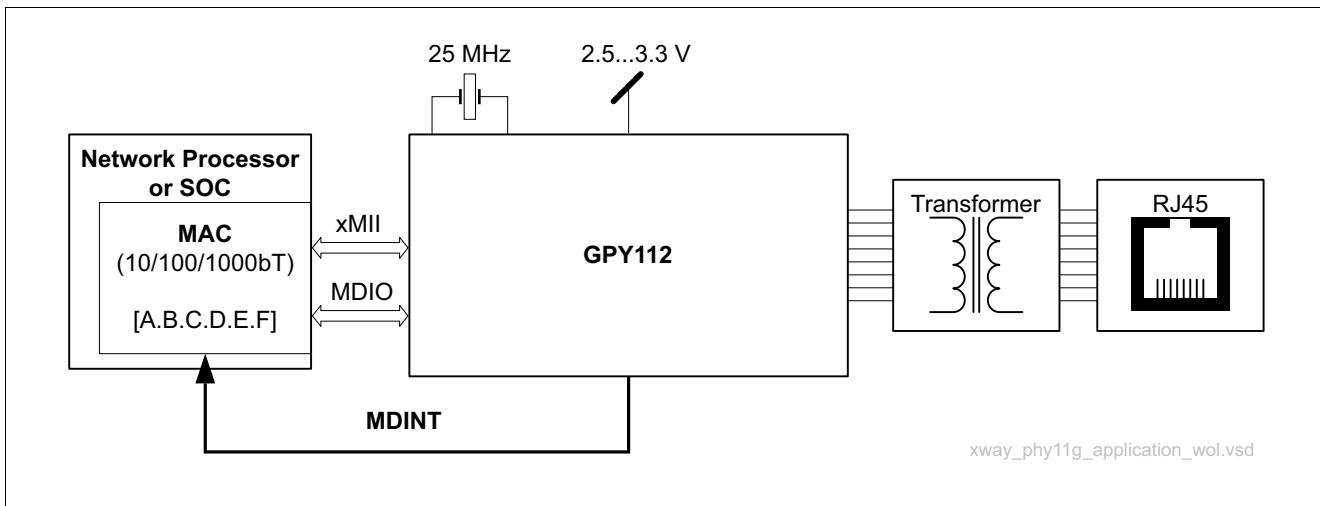 25 MHz
2.5...3.3 V
Network Processor
or SOC
MAC
(10/100/1000bT)
[A.B.C.D.E.F]
xMII
MDIO
GPY112
Transformer
RJ45
MDINT
xway_phy11g_application_wol.vsd